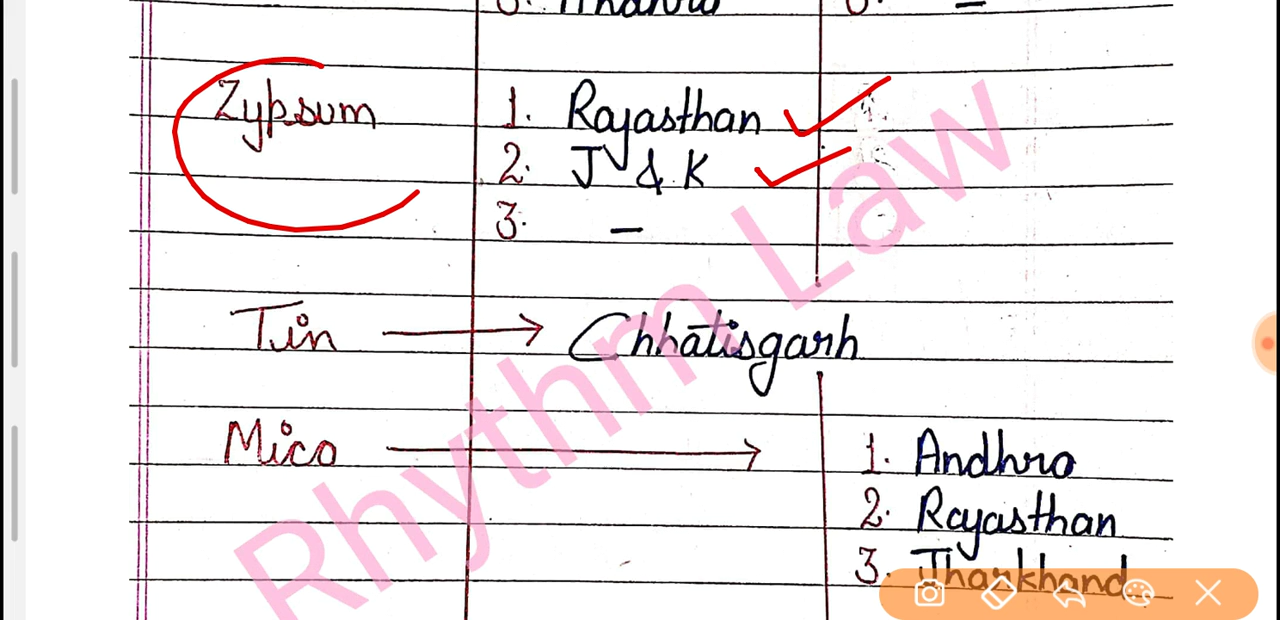 Zypsum 1. Rajasthan
2. J & K
3. –
Tin → Chhatisgarh
Mica → 1. Andhra
2. Rajasthan
3. Jharkhand
Rhythm Law